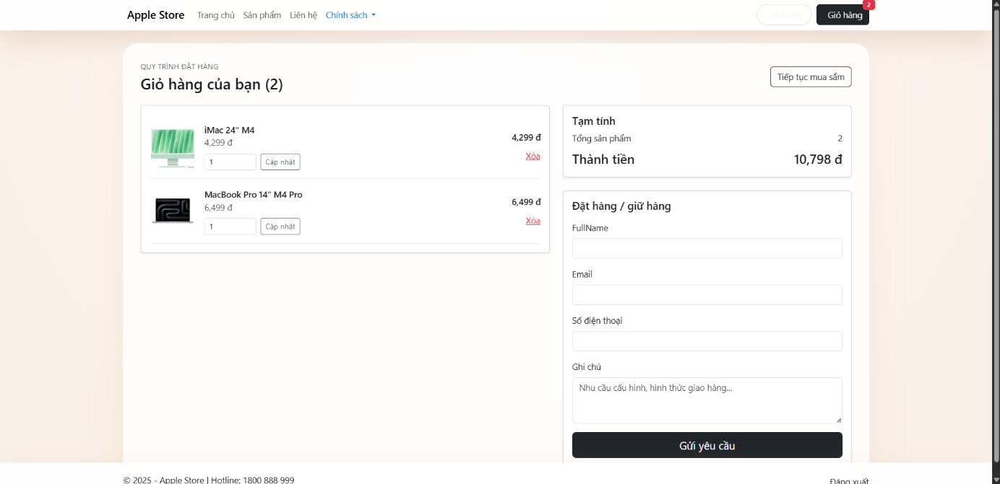 Apple Store Trang chủ Sản phẩm Liên hệ Chính sách
Giỏ hàng 2
QUY TRÌNH ĐẶT HÀNG
Giỏ hàng của bạn (2)
Tiếp tục mua sắm
iMac 24" M4
4,299 đ
1 Cập nhật
4,299 đ
Xóa
MacBook Pro 14" M4 Pro
6,499 đ
1 Cập nhật
6,499 đ
Xóa
Tạm tính
Tổng sản phẩm 2
Thành tiền 10,798 đ
Đặt hàng / giữ hàng
FullName
Email
Số điện thoại
Ghi chú
Nhu cầu cấu hình, hình thức giao hàng...
Gửi yêu cầu
© 2025 - Apple Store | Hotline: 1800 888 999
Đăng xuất